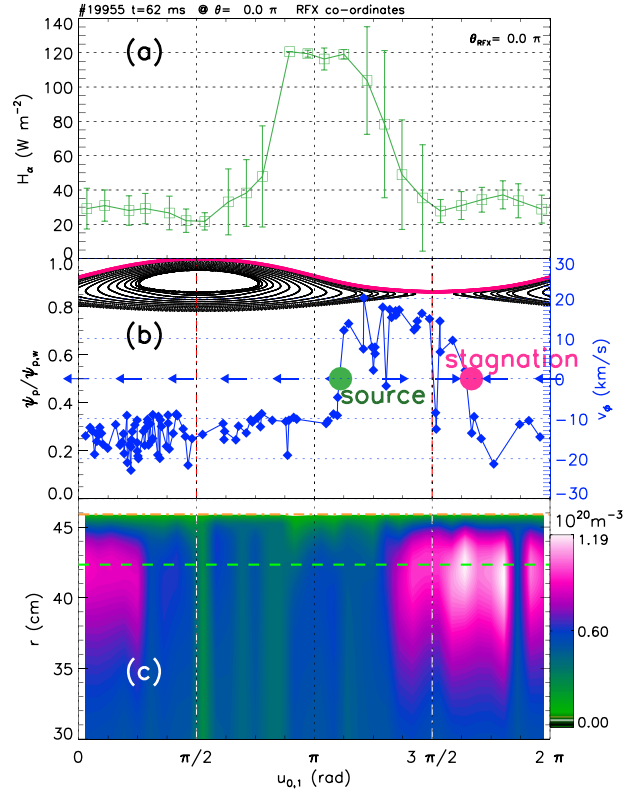 #19955 t=62 ms @ θ= 0.0 π RFX co-ordinates
(a)
θRFX= 0.0 π
140
120
100
80
60
40
20
0
Hα (W m−2)
(b)
1.0
0.8
0.6
0.4
0.2
0.0
ψp/ψp,w
source
stagnation
30
20
10
0
−10
−20
−30
vϕ (km/s)
(c)
45
40
35
30
r (cm)
10²⁰m−3
1.19
0.60
0.00
0
π/2
π
3 π/2
2 π
u0,1 (rad)